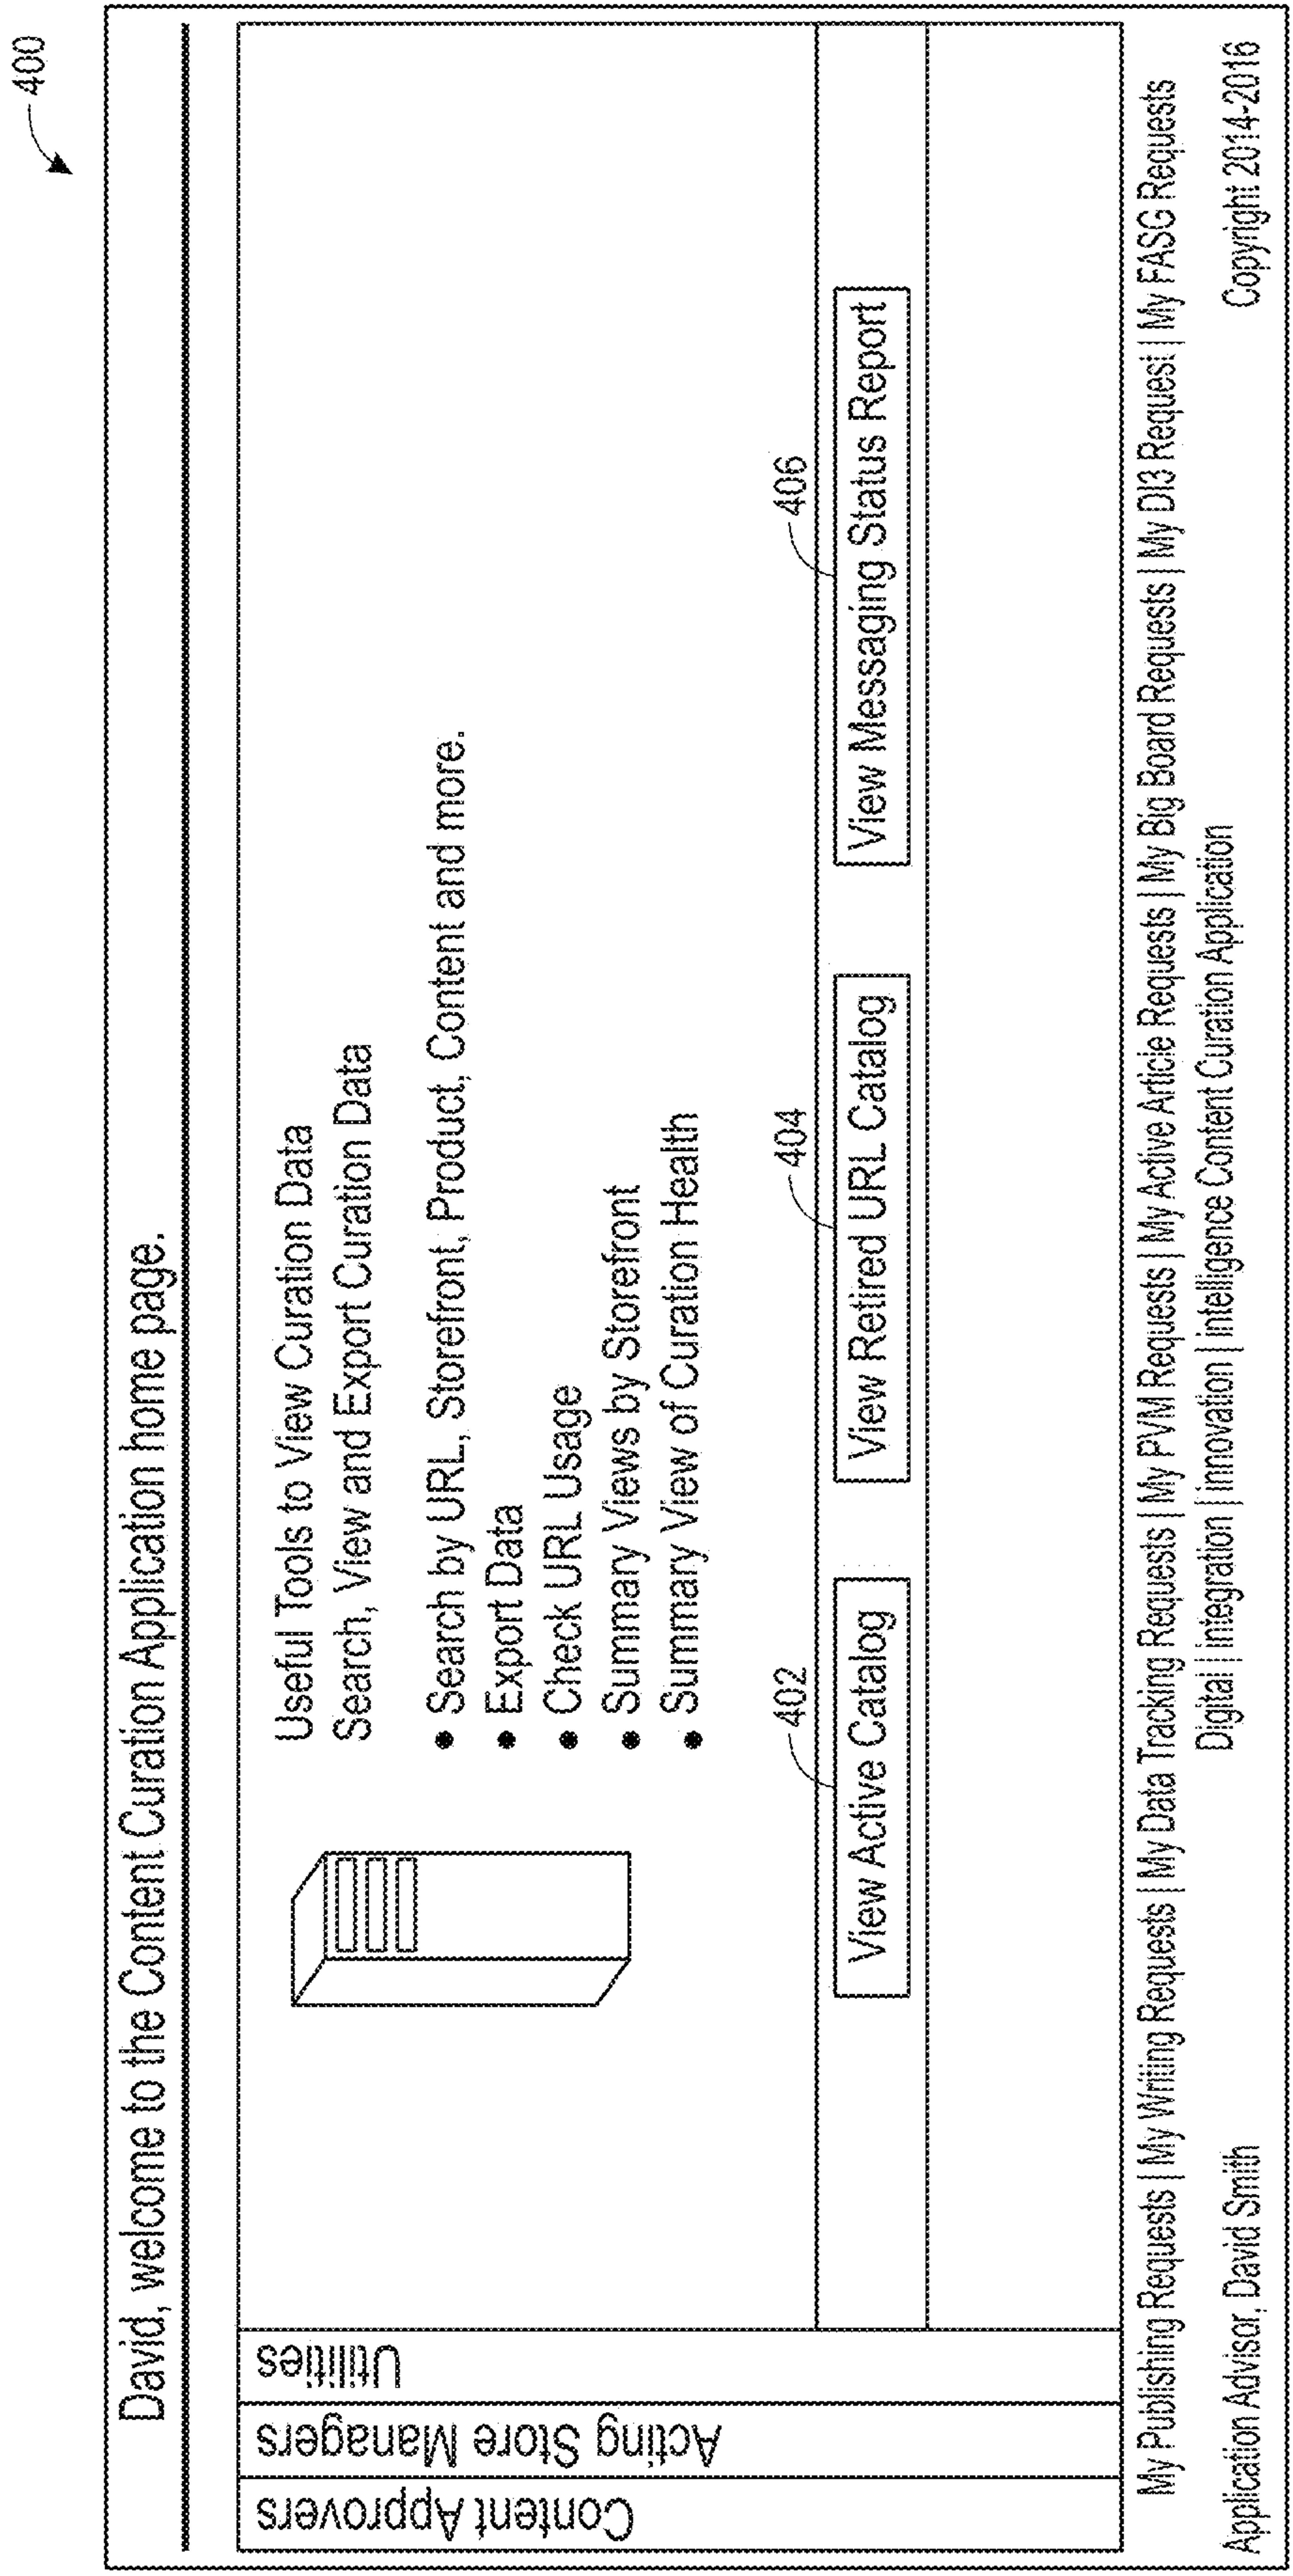 400
David, welcome to the Content Curation Application home page.
Content Approvers
Acting Store Managers
Utilities
Useful Tools to View Curation Data
Search, View and Export Curation Data
● Search by URL, Storefront, Product, Content and more.
● Export Data
● Check URL Usage
● Summary Views by Storefront
● Summary View of Curation Health
402
404
406
View Active Catalog
View Retired URL Catalog
View Messaging Status Report
My Publishing Requests | My Writing Requests | My Data Tracking Requests | My PVM Requests | My Active Article Requests | My Big Board Requests | My DI3 Request | My FASG Requests
Digital | integration | innovation | intelligence Content Curation Application
Application Advisor, David Smith
Copyright 2014-2016